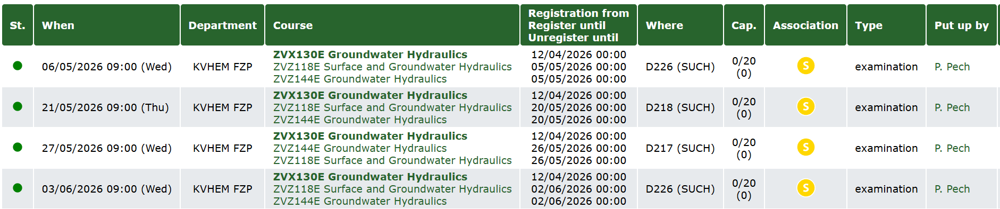 St. When Department Course Registration from Register until Unregister until Where Cap. Association Type Put up by
06/05/2026 09:00 (Wed) KVHEM FZP ZVX130E Groundwater Hydraulics 12/04/2026 00:00 D226 (SUCH) 0/20 (0) S examination P. Pech
ZVZ118E Surface and Groundwater Hydraulics 05/05/2026 00:00
ZVZ144E Groundwater Hydraulics 05/05/2026 00:00
21/05/2026 09:00 (Thu) KVHEM FZP ZVX130E Groundwater Hydraulics 12/04/2026 00:00 D218 (SUCH) 0/20 (0) S examination P. Pech
ZVZ118E Surface and Groundwater Hydraulics 20/05/2026 00:00
ZVZ144E Groundwater Hydraulics 20/05/2026 00:00
27/05/2026 09:00 (Wed) KVHEM FZP ZVX130E Groundwater Hydraulics 12/04/2026 00:00 D217 (SUCH) 0/20 (0) S examination P. Pech
ZVZ144E Groundwater Hydraulics 26/05/2026 00:00
ZVZ118E Surface and Groundwater Hydraulics 26/05/2026 00:00
03/06/2026 09:00 (Wed) KVHEM FZP ZVX130E Groundwater Hydraulics 12/04/2026 00:00 D226 (SUCH) 0/20 (0) S examination P. Pech
ZVZ118E Surface and Groundwater Hydraulics 02/06/2026 00:00
ZVZ144E Groundwater Hydraulics 02/06/2026 00:00